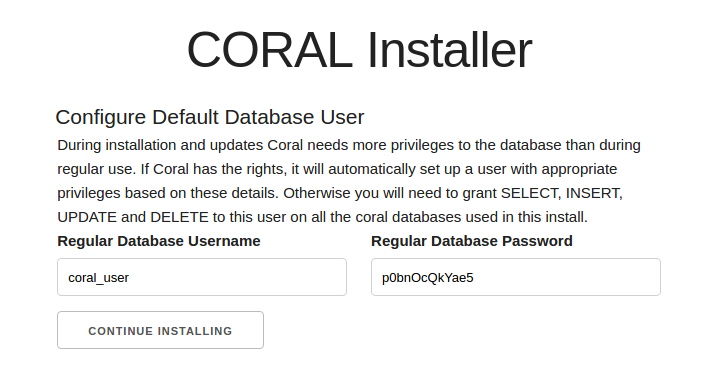 CORAL Installer
Configure Default Database User
During installation and updates Coral needs more privileges to the database than during
regular use. If Coral has the rights, it will automatically set up a user with appropriate
privileges based on these details. Otherwise you will need to grant SELECT, INSERT,
UPDATE and DELETE to this user on all the coral databases used in this install.
Regular Database Username Regular Database Password
coral_user p0bnOcQkYae5
CONTINUE INSTALLING